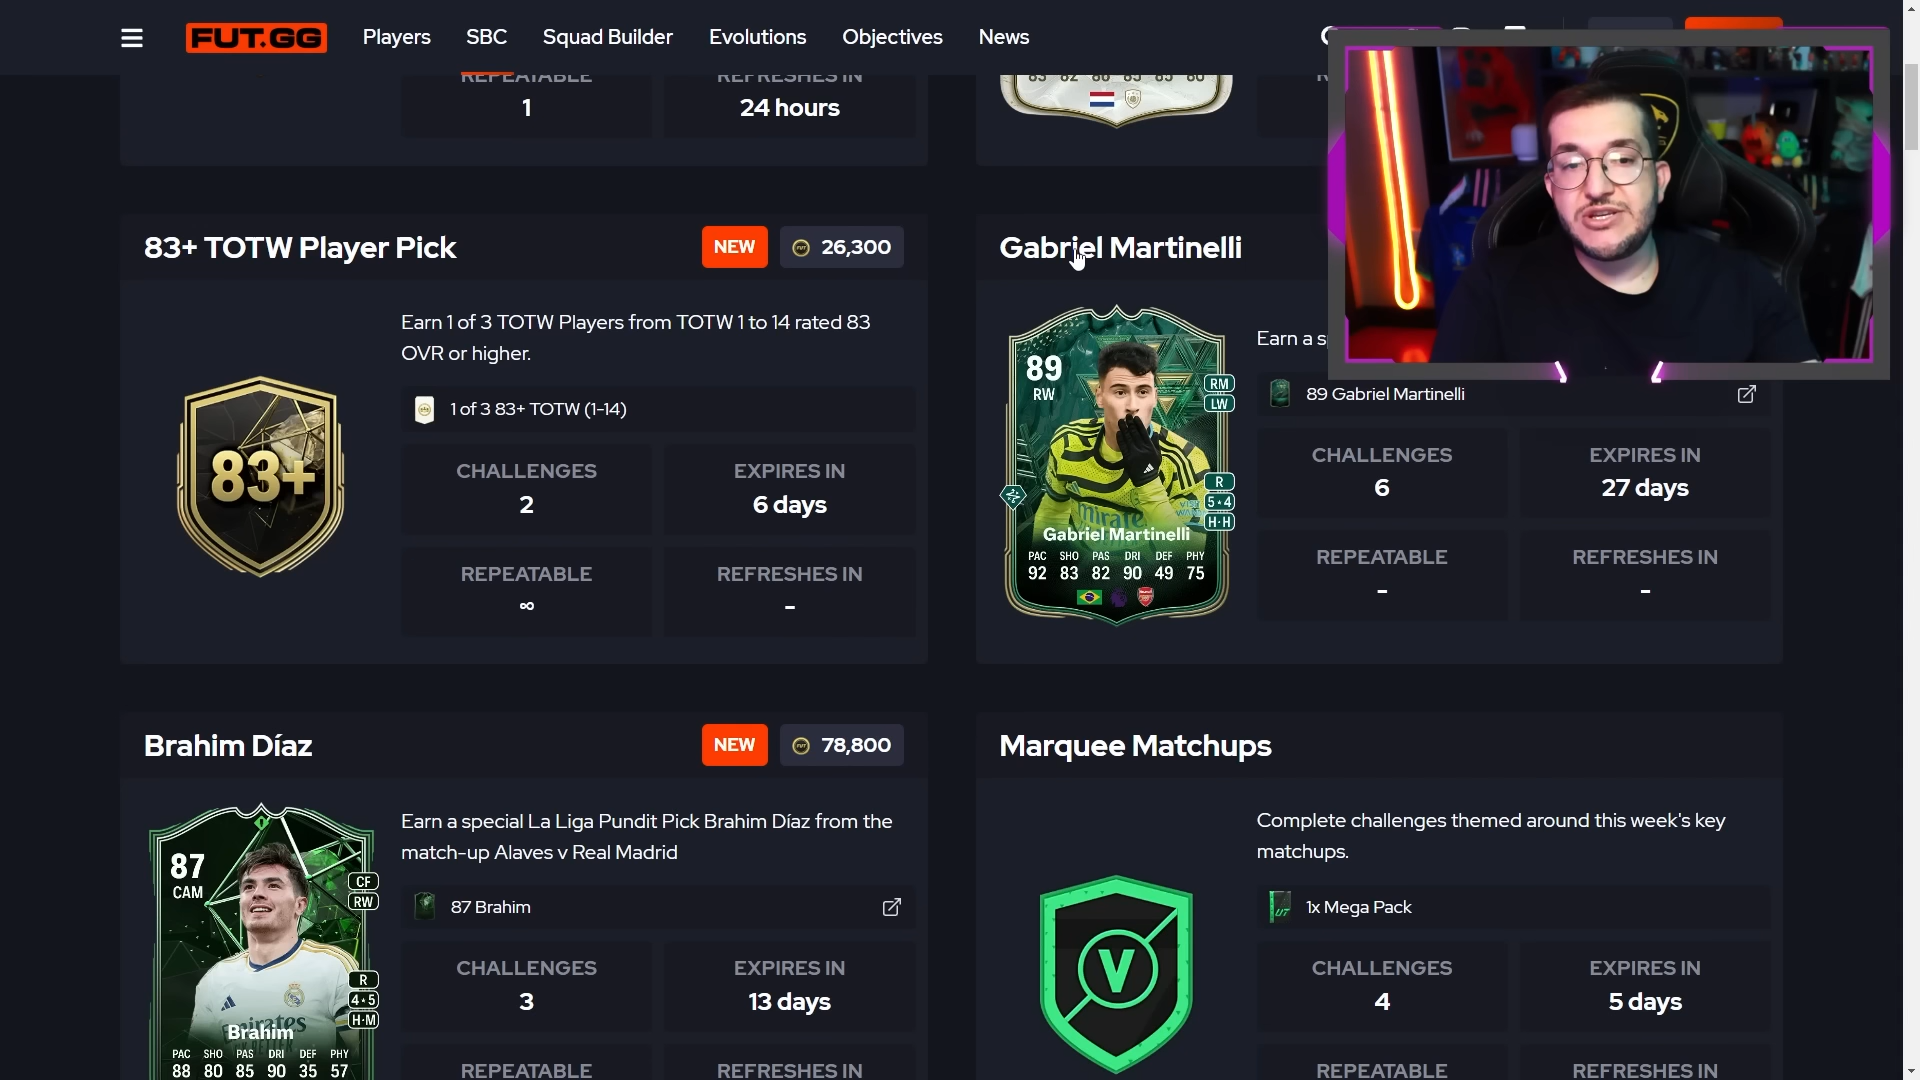 FUT.GG
Players
SBC
Squad Builder
Evolutions
Objectives
News
REPEATABLE
1
REFRESHES IN
24 hours
83+ TOTW Player Pick
NEW
26,300
Earn 1 of 3 TOTW Players from TOTW 1 to 14 rated 83
OVR or higher.
83+
1 of 3 83+ TOTW (1-14)
CHALLENGES
2
EXPIRES IN
6 days
REPEATABLE
∞
REFRESHES IN
-
Gabriel Martinelli
Earn a
89
RW
RM
LW
R
5★4
H·H
Gabriel Martinelli
PAC SHO PAS DRI DEF PHY
92 83 82 90 49 75
89 Gabriel Martinelli
CHALLENGES
6
EXPIRES IN
27 days
REPEATABLE
-
REFRESHES IN
-
Brahim Díaz
NEW
78,800
Earn a special La Liga Pundit Pick Brahim Díaz from the
match-up Alaves v Real Madrid
87
CAM
CF
RW
R
4★5
H·M
Emirates
Brahim
PAC SHO PAS DRI DEF PHY
88 80 85 90 35 57
87 Brahim
CHALLENGES
3
EXPIRES IN
13 days
REPEATABLE
REFRESHES IN
Marquee Matchups
Complete challenges themed around this week's key
matchups.
V
UT
1x Mega Pack
CHALLENGES
4
EXPIRES IN
5 days
REPEATABLE
REFRESHES IN